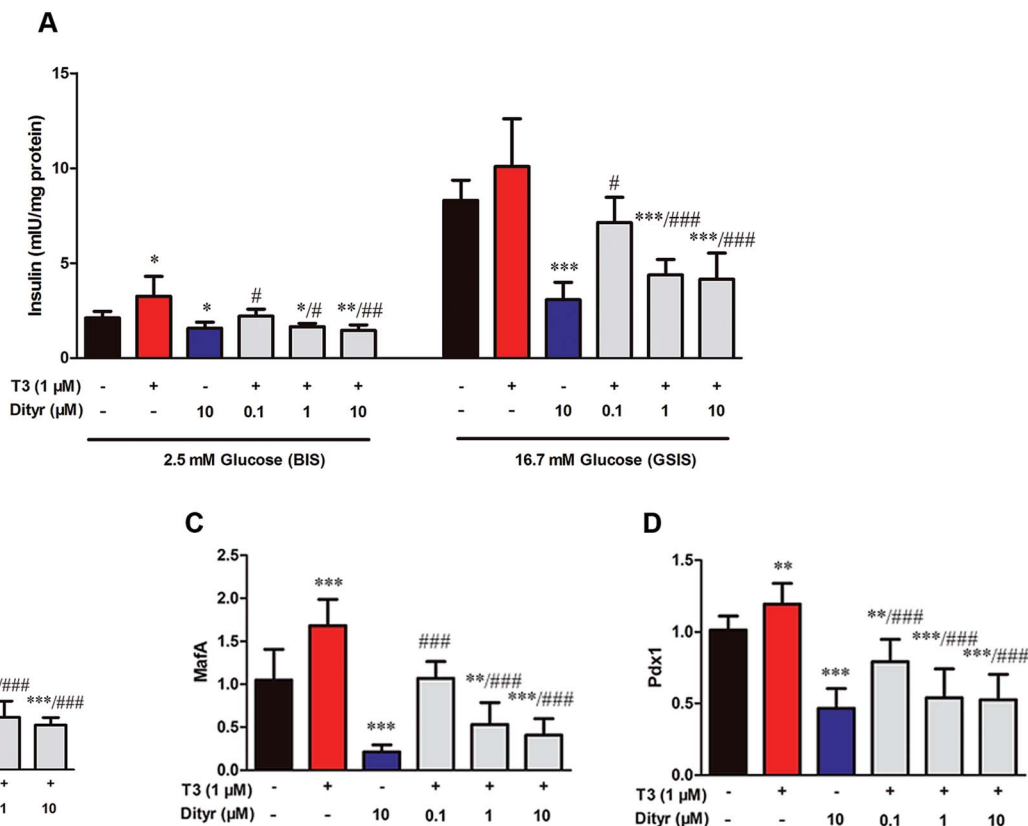 A
15
10
5
0
Insulin (mIU/mg protein)
* * # */# **/##
*** # ***/### ***/###
T3 (1 µM) - + - + + + - + - + + +
Dityr (µM) - - 10 0.1 1 10 - - 10 0.1 1 10
2.5 mM Glucose (BIS) 16.7 mM Glucose (GSIS)
/### ***/###
+ +
1 10
C
2.5
2.0
1.5
1.0
0.5
0.0
MafA
*** *** ### **/### ***/###
T3 (1 µM) - + - + + +
Dityr (µM) - - 10 0.1 1 10
D
1.5
1.0
0.5
0.0
Pdx1
** *** **/### ***/### ***/###
T3 (1 µM) - + - + + +
Dityr (µM) - - 10 0.1 1 10